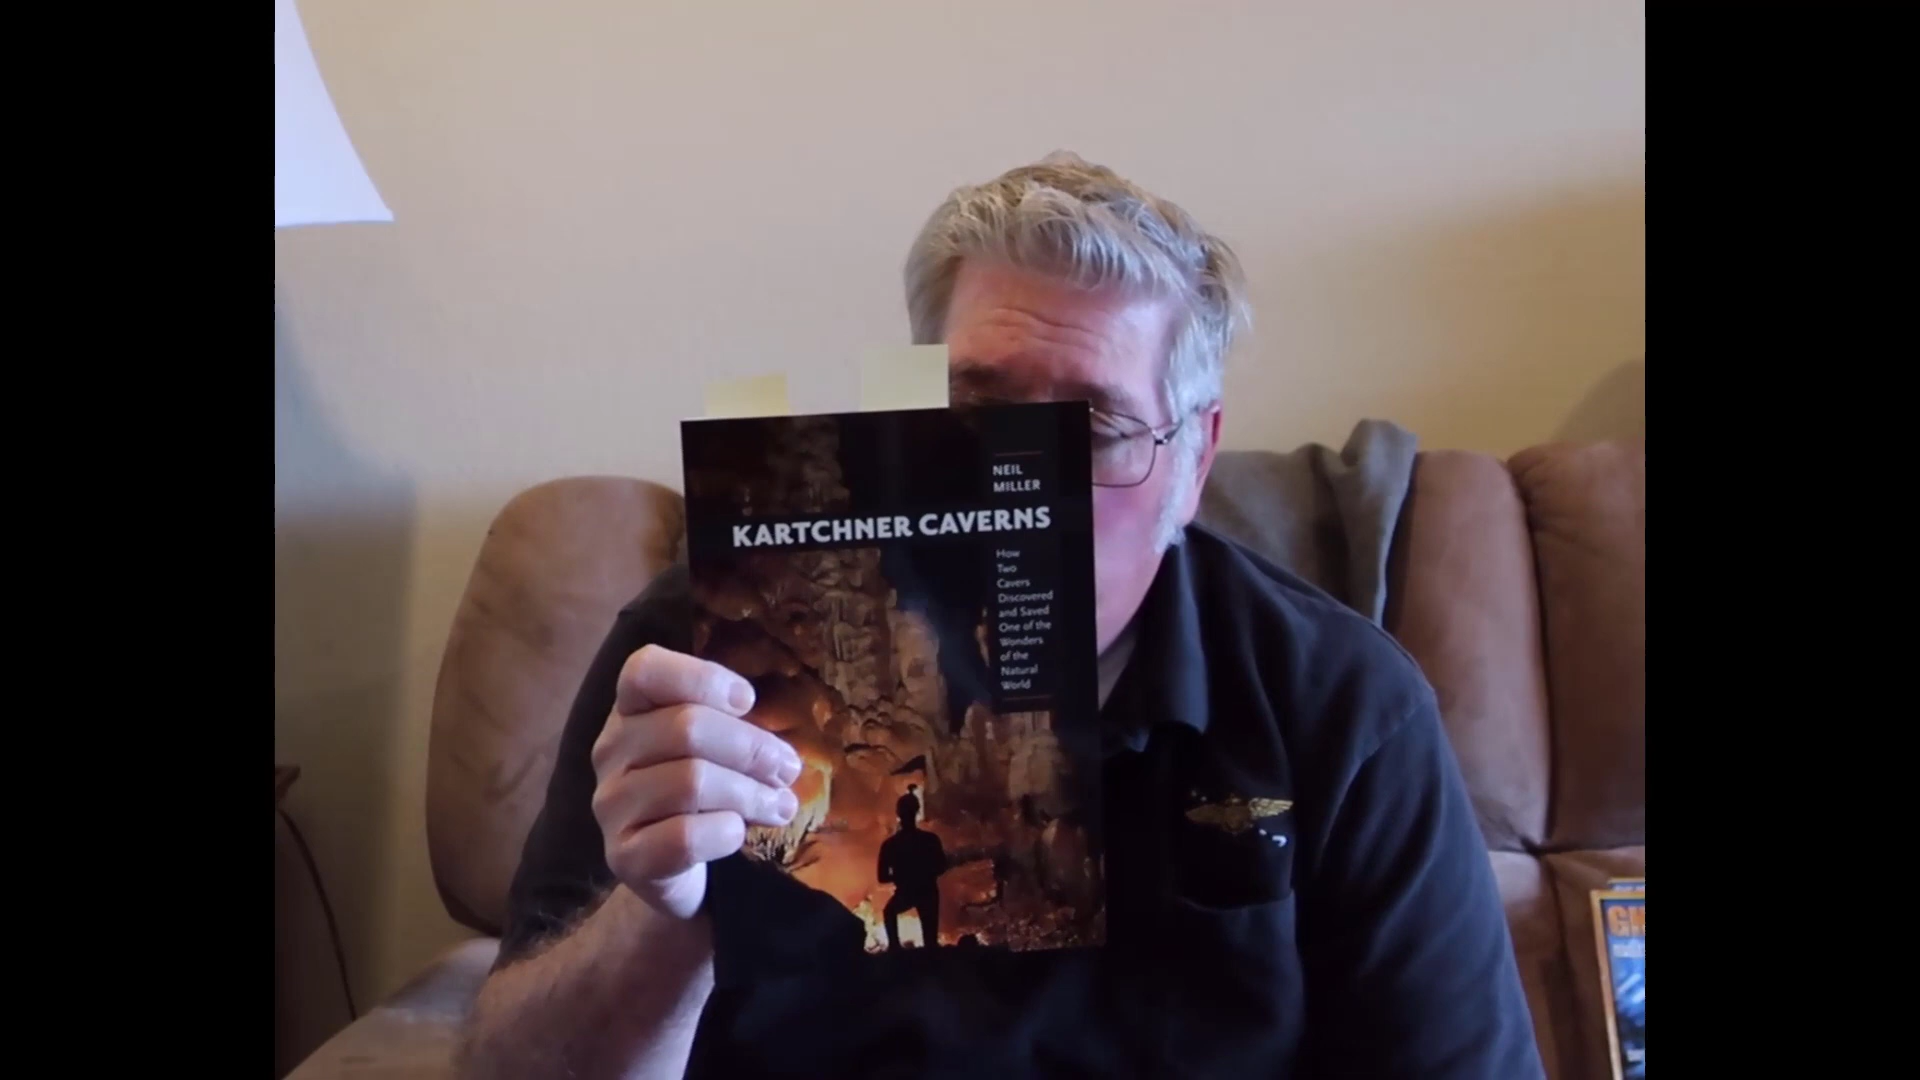 NEIL
MILLER
KARTCHNER CAVERNS
How
Two
Cavers
Discovered
and Saved
One of the
Wonders
of the
Natural
World